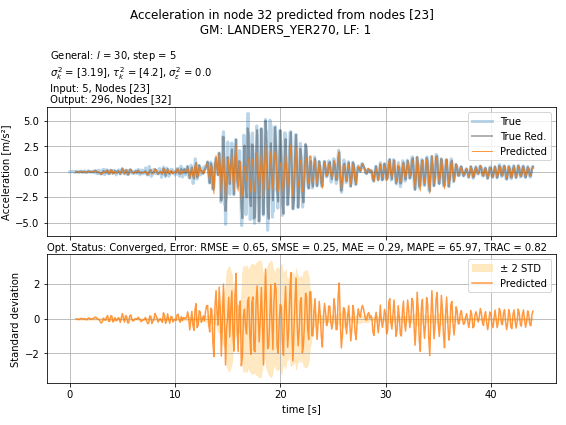 Acceleration in node 32 predicted from nodes [23]
GM: LANDERS_YER270, LF: 1
General: l = 30, step = 5
σ_k^2 = [3.19], τ_k^2 = [4.2], σ_ε^2 = 0.0
Input: 5, Nodes [23]
Output: 296, Nodes [32]
Acceleration [m/s²]
5.0
2.5
0.0
−2.5
−5.0
True
True Red.
Predicted
Opt. Status: Converged, Error: RMSE = 0.65, SMSE = 0.25, MAE = 0.29, MAPE = 65.97, TRAC = 0.82
Standard deviation
2
0
−2
± 2 STD
Predicted
0 10 20 30 40
time [s]